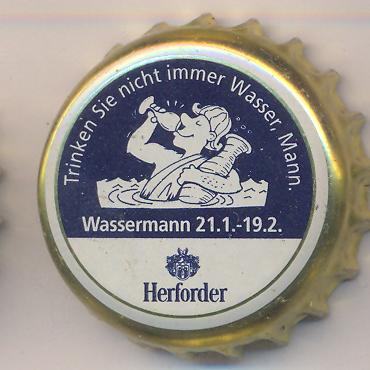 Trinken Sie nicht immer Wasser, Mann.
Wassermann 21.1.-19.2.
Herforder